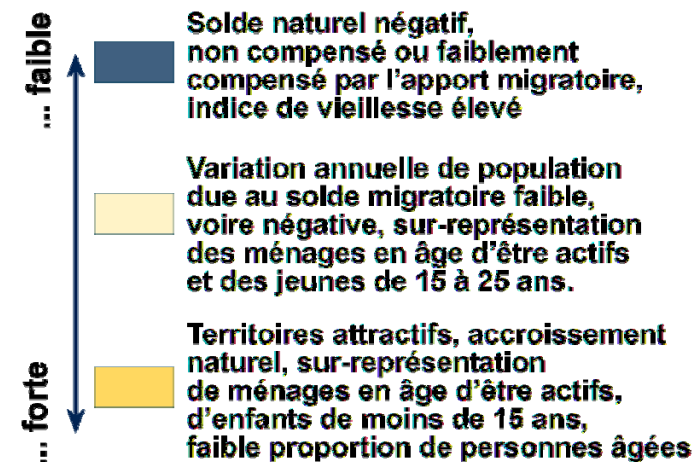 ... faible
Solde naturel négatif,
non compensé ou faiblement
compensé par l'apport migratoire,
indice de vieillesse élevé
Variation annuelle de population
due au solde migratoire faible,
voire négative, sur-représentation
des ménages en âge d'être actifs
et des jeunes de 15 à 25 ans.
... forte
Territoires attractifs, accroissement
naturel, sur-représentation
de ménages en âge d'être actifs,
d'enfants de moins de 15 ans,
faible proportion de personnes âgées